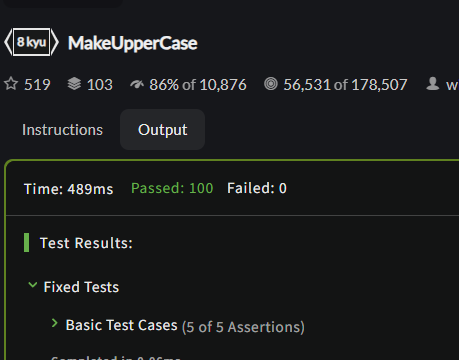 8 kyu MakeUpperCase
519 103 86% of 10,876 56,531 of 178,507 w
Instructions Output
Time: 489ms Passed: 100 Failed: 0
Test Results:
Fixed Tests
Basic Test Cases (5 of 5 Assertions)